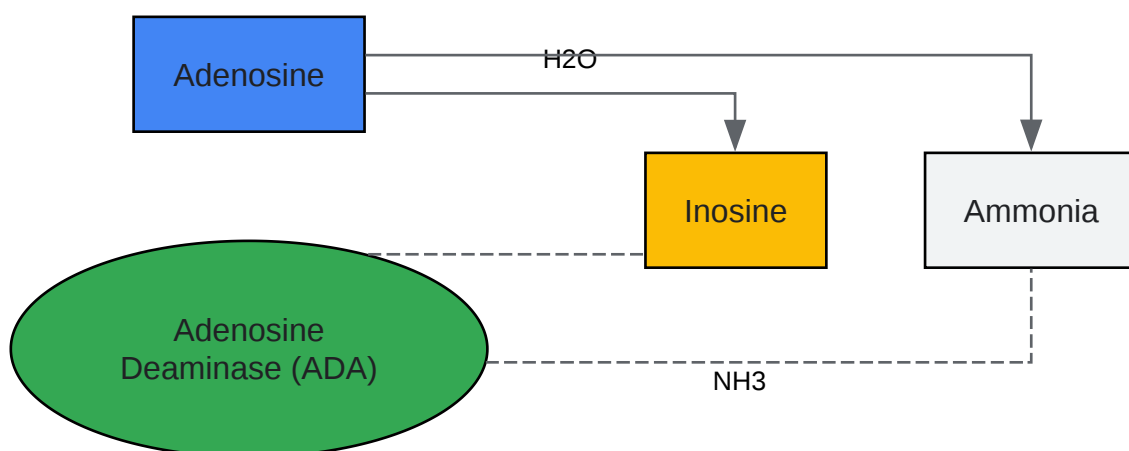 H2O
Adenosine
Inosine
Ammonia
Adenosine
Deaminase (ADA)
NH3